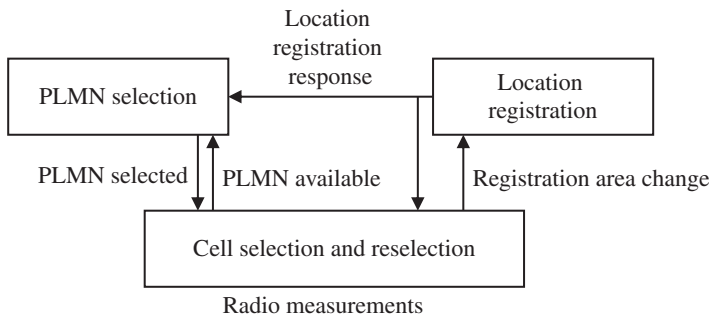 Location
registration
response
PLMN selection
Location
registration
PLMN selected
PLMN available
Registration area change
Cell selection and reselection
Radio measurements